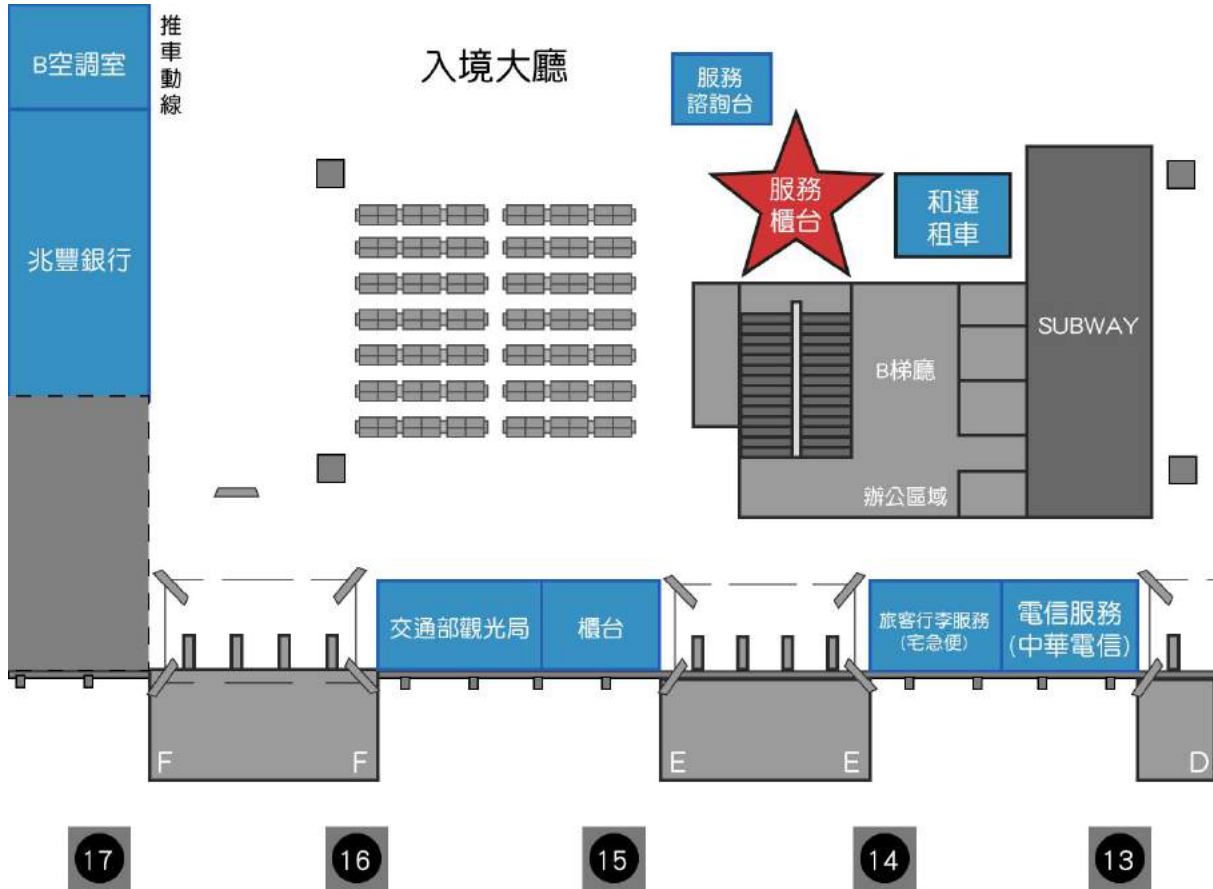 推車動線
入境大廳
B空調室
服務
諮詢台
服務
櫃台
和運
租車
兆豐銀行
SUBWAY
B梯廳
辦公區域
交通部觀光局
櫃台
旅客行李服務
(宅急便)
電信服務
(中華電信)
F
F
E
E
D
17
16
15
14
13